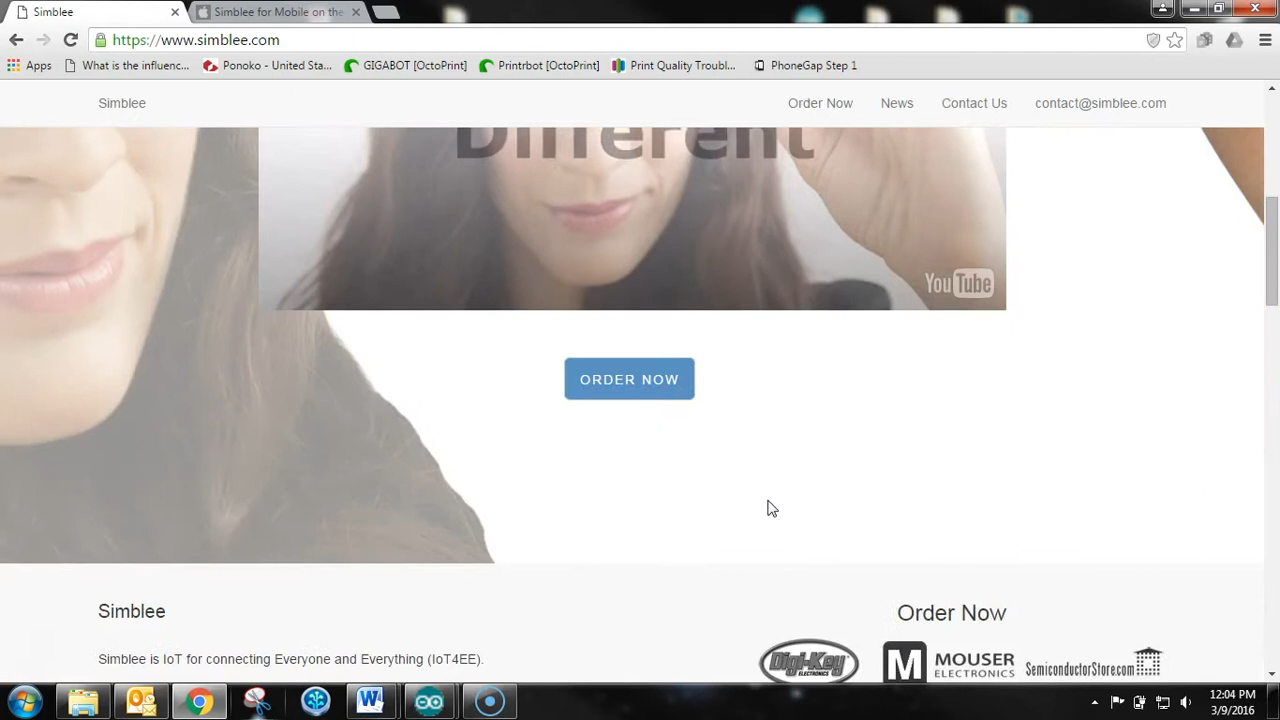 Simblee
Simblee for Mobile on the
https://www.simblee.com
Apps
What is the influenc...
Ponoko - United Sta...
GIGABOT [OctoPrint]
Printrbot [OctoPrint]
Print Quality Troubl...
PhoneGap Step 1
Simblee
Order Now
News
Contact Us
contact@simblee.com
Different
YouTube
ORDER NOW
Simblee
Order Now
Simblee is IoT for connecting Everyone and Everything (IoT4EE).
Digi-Key
ELECTRONICS
M
MOUSER
ELECTRONICS
SemiconductorStore.com
12:04 PM
3/9/2016